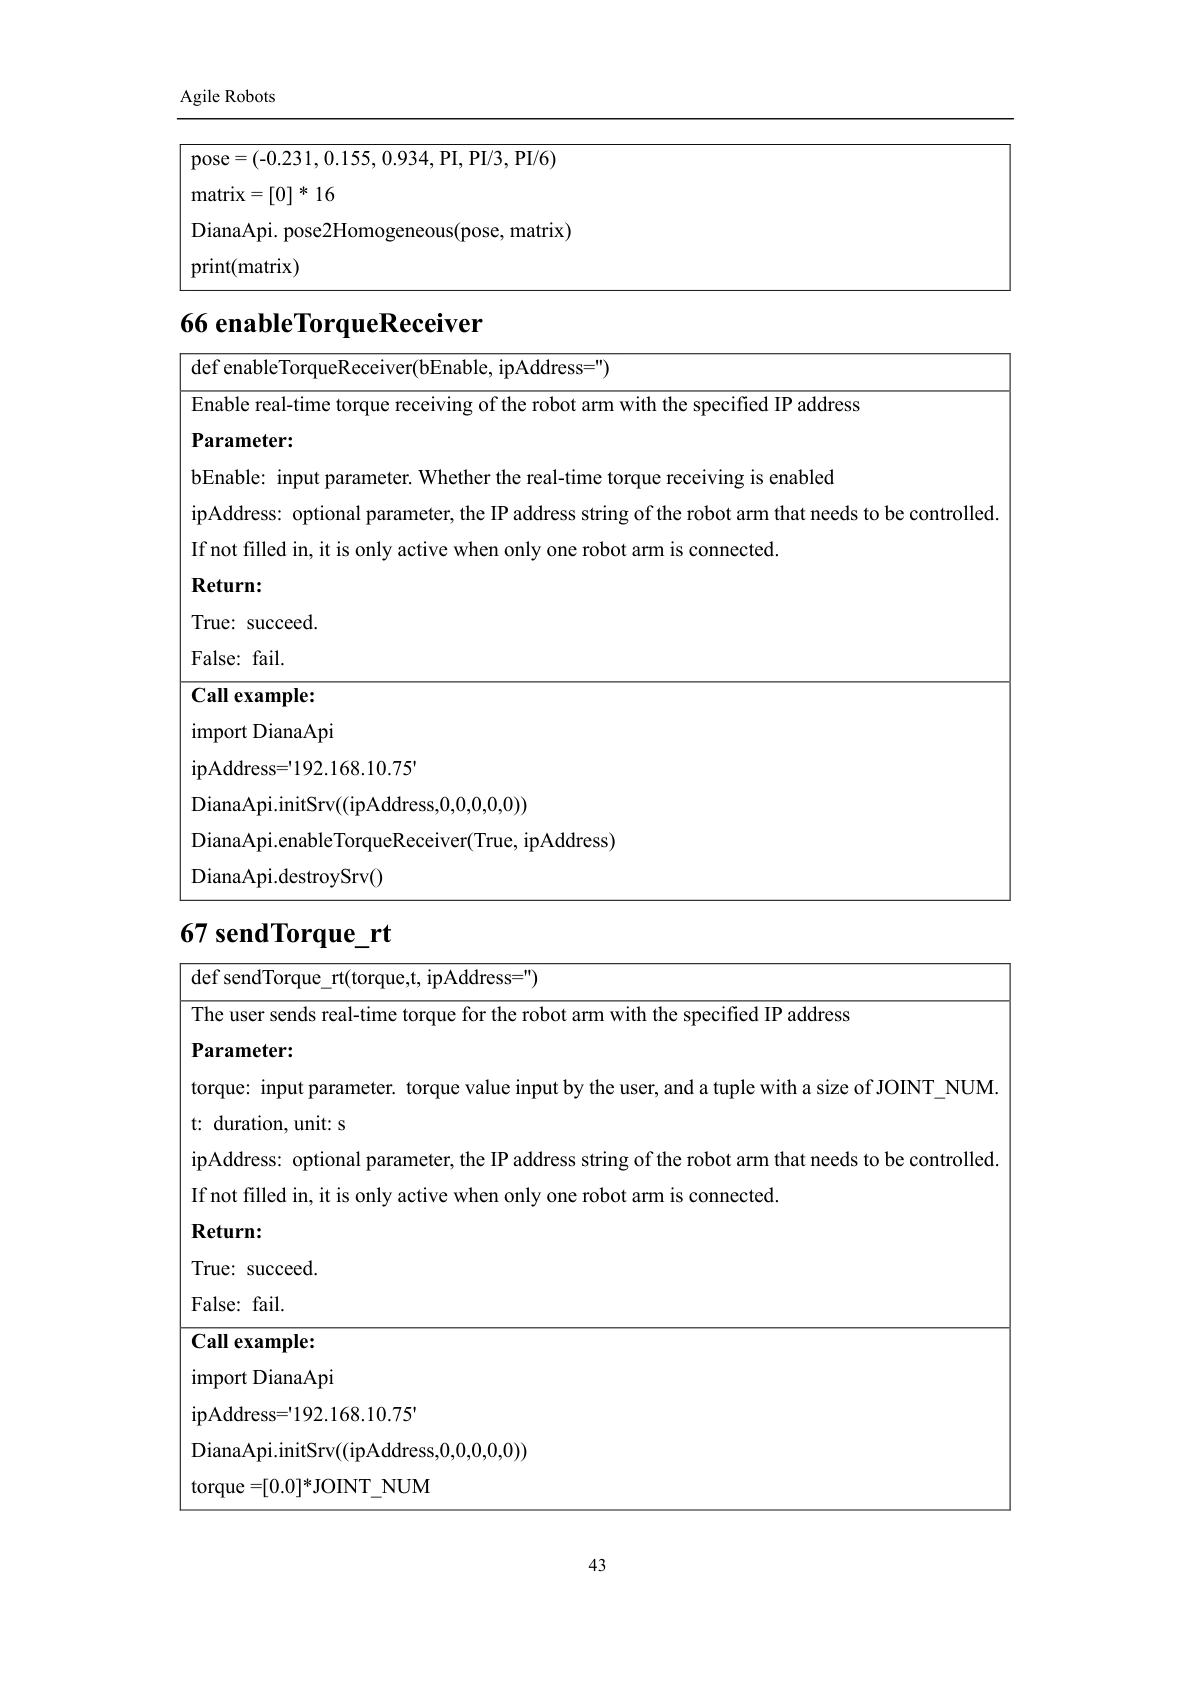 Agile Robots
pose = (-0.231, 0.155, 0.934, PI, PI/3, PI/6)
matrix = [0] * 16
DianaApi. pose2Homogeneous(pose, matrix)
print(matrix)
66 enableTorqueReceiver
def enableTorqueReceiver(bEnable, ipAddress='')
Enable real-time torque receiving of the robot arm with the specified IP address
Parameter:
bEnable:  input parameter. Whether the real-time torque receiving is enabled
ipAddress:  optional parameter, the IP address string of the robot arm that needs to be controlled.
If not filled in, it is only active when only one robot arm is connected.
Return:
True:  succeed.
False:  fail.
Call example:
import DianaApi
ipAddress='192.168.10.75'
DianaApi.initSrv((ipAddress,0,0,0,0,0))
DianaApi.enableTorqueReceiver(True, ipAddress)
DianaApi.destroySrv()
67 sendTorque_rt
def sendTorque_rt(torque,t, ipAddress='')
The user sends real-time torque for the robot arm with the specified IP address
Parameter:
torque:  input parameter.  torque value input by the user, and a tuple with a size of JOINT_NUM.
t:  duration, unit: s
ipAddress:  optional parameter, the IP address string of the robot arm that needs to be controlled.
If not filled in, it is only active when only one robot arm is connected.
Return:
True:  succeed.
False:  fail.
Call example:
import DianaApi
ipAddress='192.168.10.75'
DianaApi.initSrv((ipAddress,0,0,0,0,0))
torque =[0.0]*JOINT_NUM
43